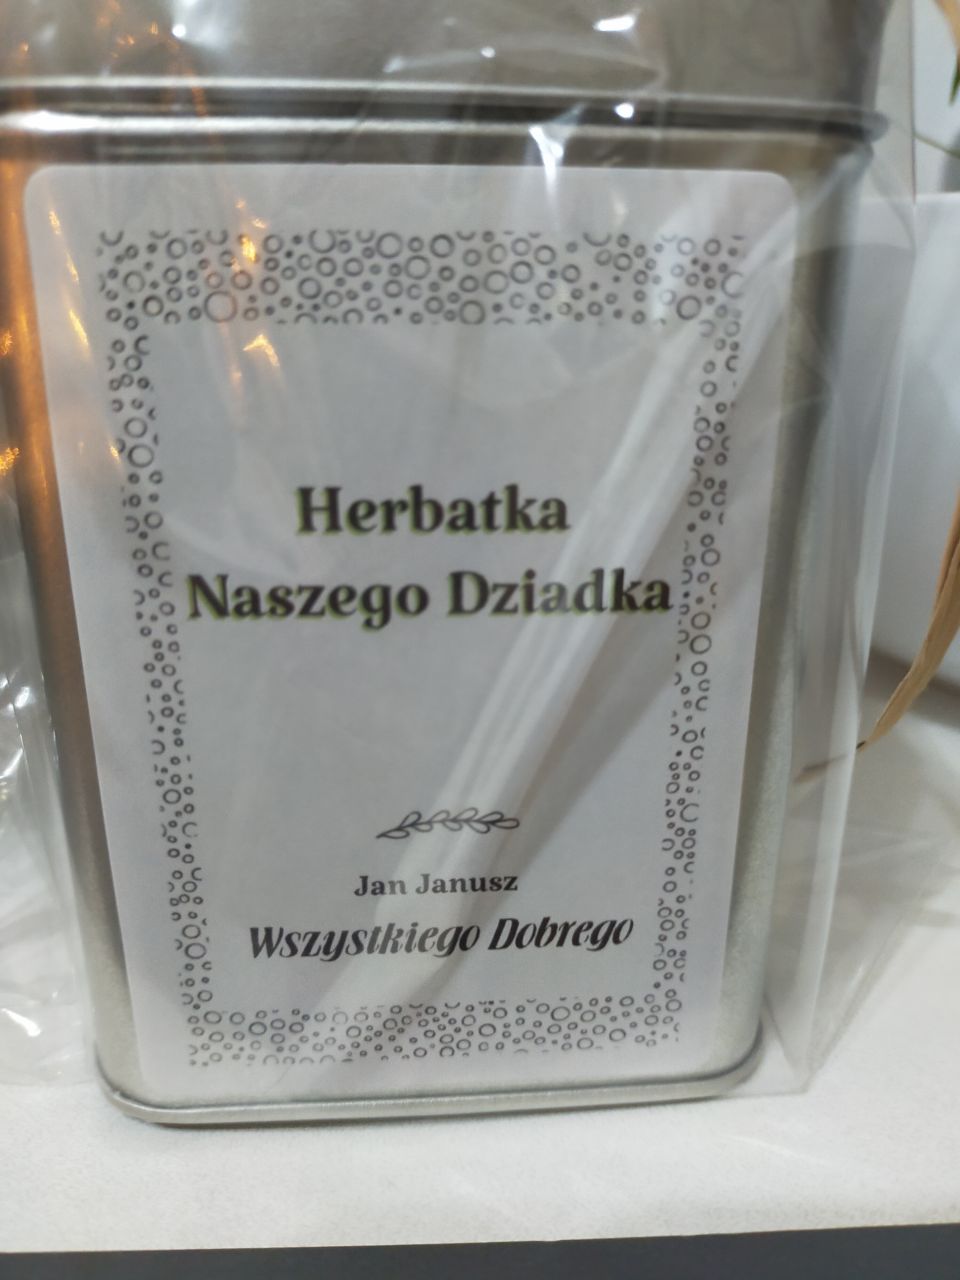 Herbatka
Naszego Dziadka
Jan Janusz
Wszystkiego Dobrego